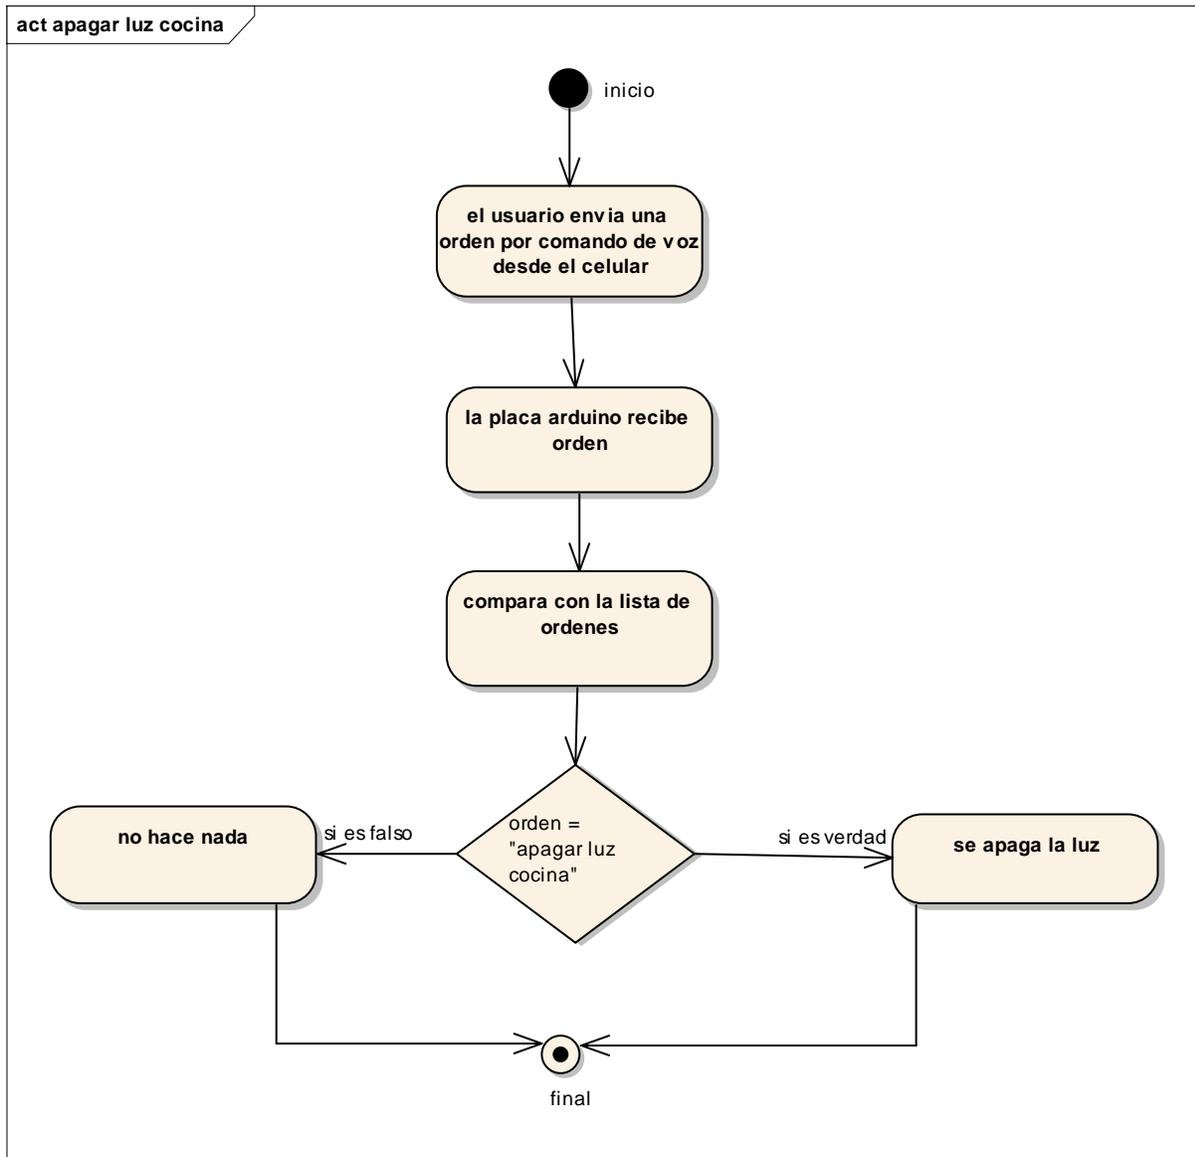 act apagar luz cocina
inicio
el usuario envia una
orden por comando de voz
desde el celular
la placa arduino recibe
orden
compara con la lista de
ordenes
orden =
"apagar luz
cocina"
si es falso
no hace nada
si es verdad
se apaga la luz
final